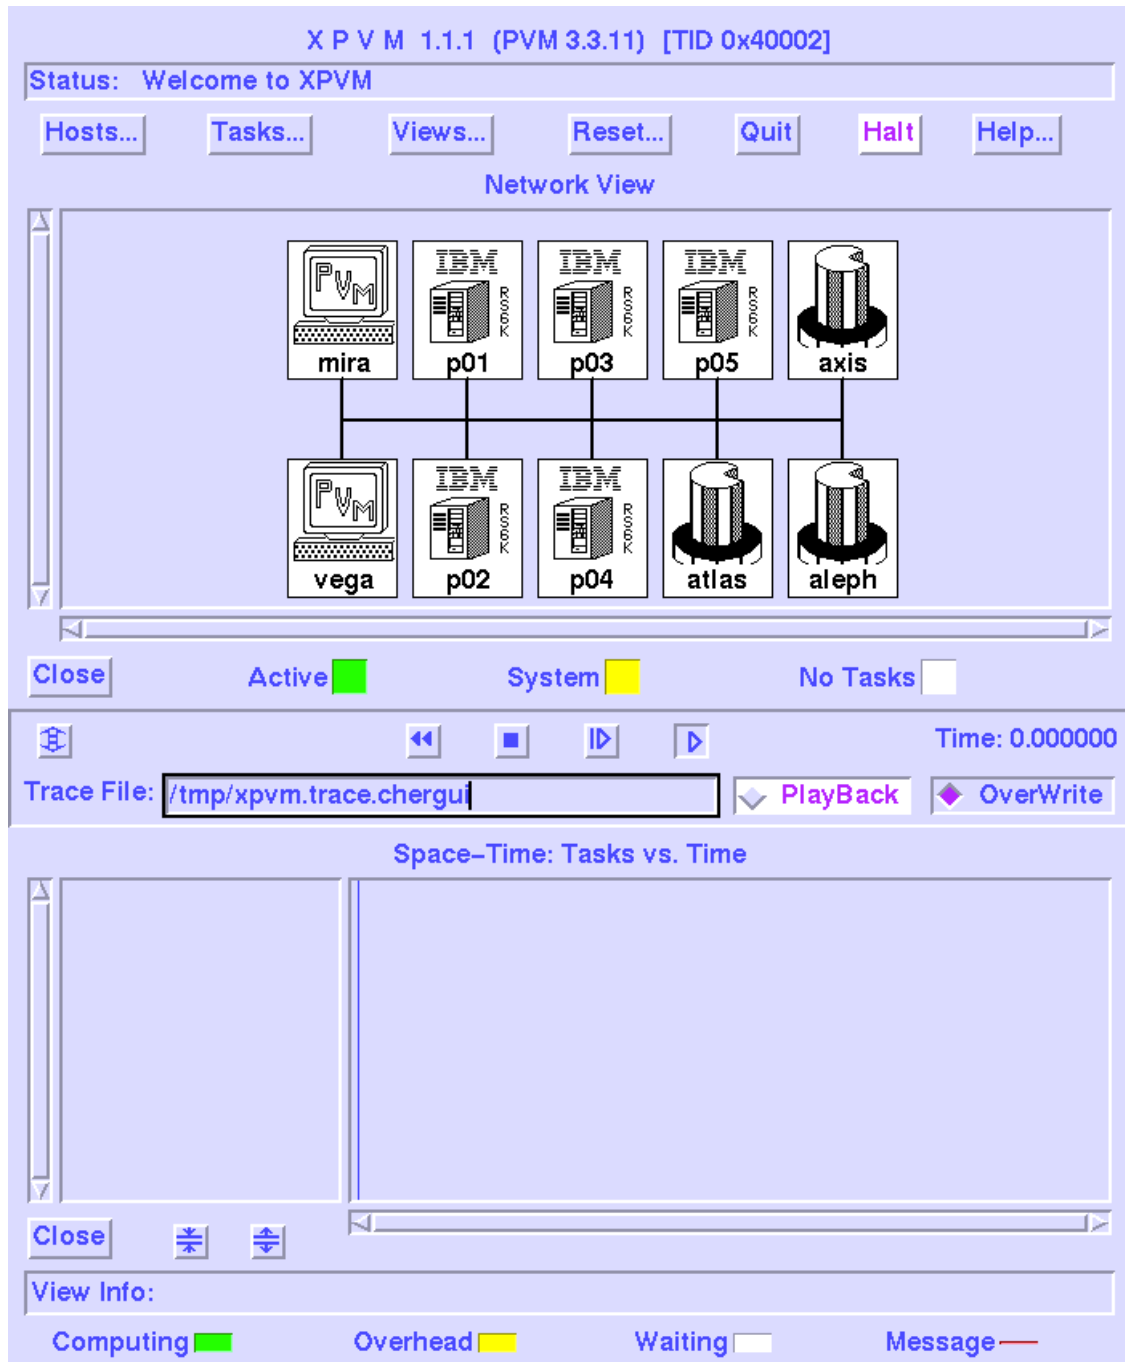 X P V M 1.1.1 (PVM 3.3.11) [TID 0x40002]
Status: Welcome to XPVM
Hosts... Tasks... Views... Reset... Quit Halt Help...
Network View
PVM IBM IBM IBM
RS6K RS6K RS6K
mira p01 p03 p05 axis
PVM IBM IBM
RS6K RS6K
vega p02 p04 atlas aleph
Close Active System No Tasks
Time: 0.000000
Trace File: /tmp/xpvm.trace.chergui PlayBack OverWrite
Space-Time: Tasks vs. Time
Close
View Info:
Computing Overhead Waiting Message